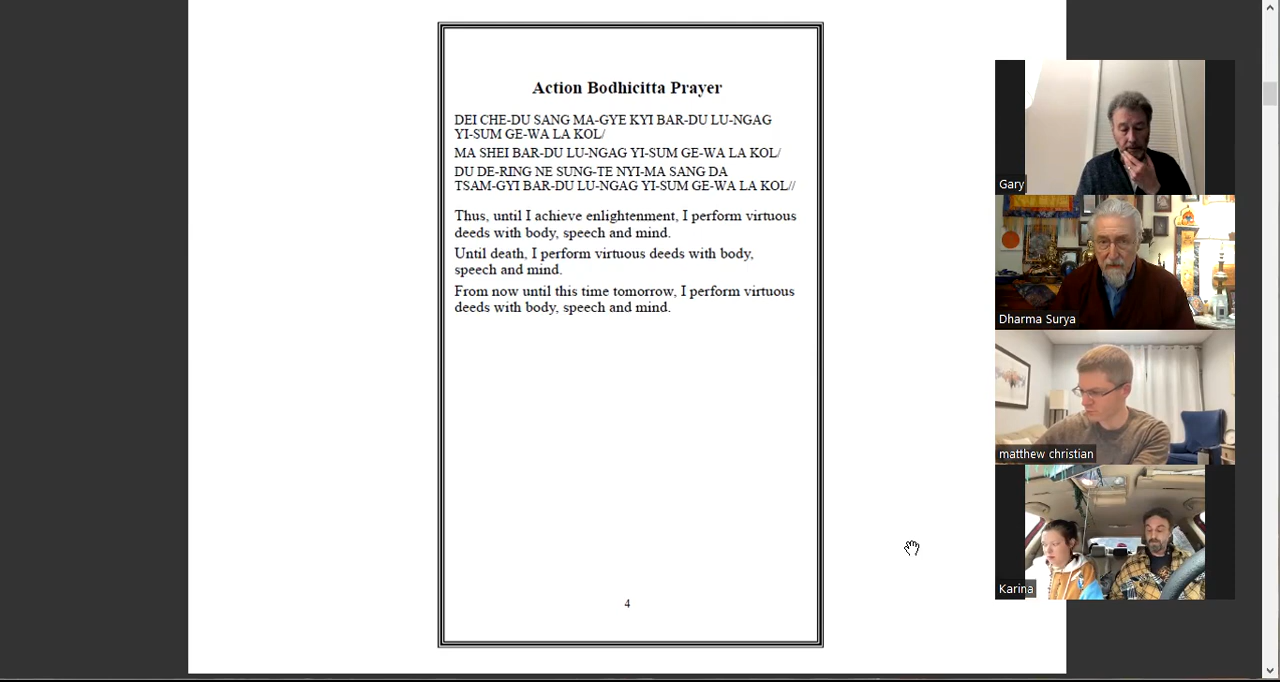 Action Bodhicitta Prayer
DEI CHE-DU SANG MA-GYE KYI BAR-DU LU-NGAG
YI-SUM GE-WA LA KOL/
MA SHEI BAR-DU LU-NGAG YI-SUM GE-WA LA KOL/
DU DE-RING NE SUNG-TE NYI-MA SANG DA
TSAM-GYI BAR-DU LU-NGAG YI-SUM GE-WA LA KOL//
Thus, until I achieve enlightenment, I perform virtuous
deeds with body, speech and mind.
Until death, I perform virtuous deeds with body,
speech and mind.
From now until this time tomorrow, I perform virtuous
deeds with body, speech and mind.
4
Gary
Dharma Surya
matthew christian
Karina